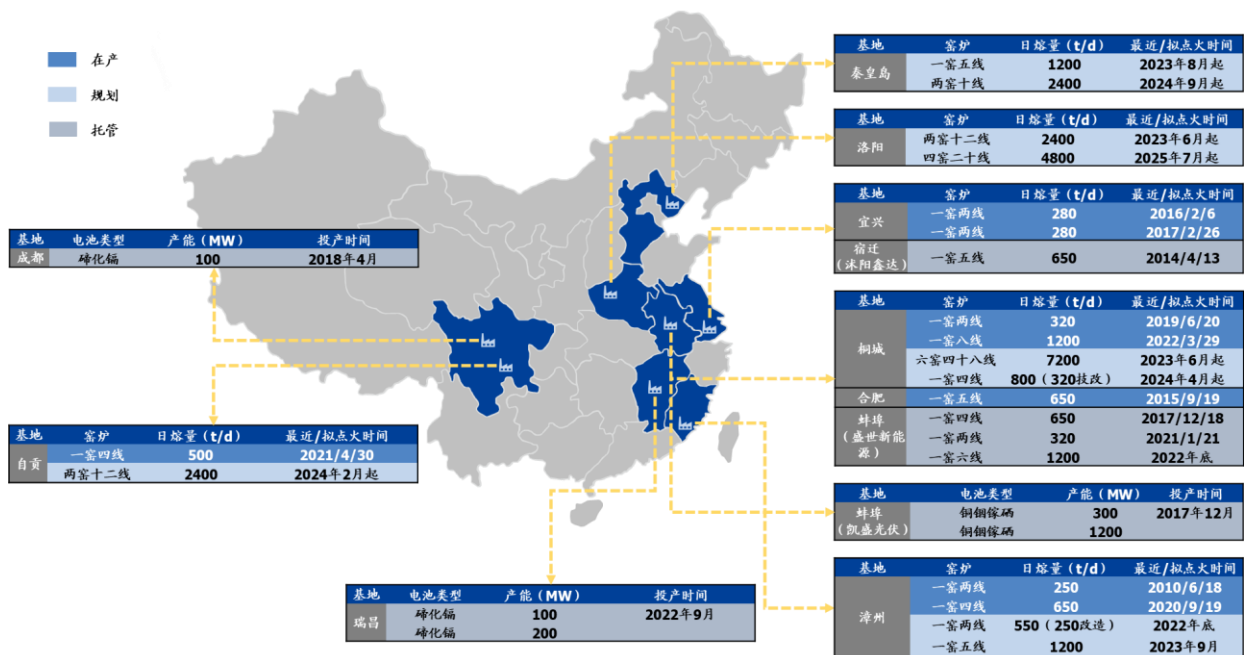 在产
规划
托管
基地 窑炉 日熔量（t/d） 最近/拟点火时间
秦皇岛
一窑五线 1200 2023年8月起
两窑十线 2400 2024年9月起
基地 窑炉 日熔量（t/d） 最近/拟点火时间
洛阳
两窑十二线 2400 2023年6月起
四窑二十线 4800 2025年7月起
基地 窑炉 日熔量（t/d） 最近/拟点火时间
宜兴
一窑两线 280 2016/2/6
一窑两线 280 2017/2/26
宿迁
（沭阳鑫达）
一窑五线 650 2014/4/13
基地 电池类型 产能（MW） 投产时间
成都 碲化镉 100 2018年4月
基地 窑炉 日熔量（t/d） 最近/拟点火时间
桐城
一窑两线 320 2019/6/20
一窑八线 1200 2022/3/29
六窑四十八线 7200 2023年6月起
一窑四线 800（320技改） 2024年4月起
合肥 一窑五线 650 2015/9/19
蚌埠
（盛世新能
源）
一窑四线 650 2017/12/18
一窑两线 320 2021/1/21
一窑六线 1200 2022年底
基地 窑炉 日熔量（t/d） 最近/拟点火时间
自贡
一窑四线 500 2021/4/30
两窑十二线 2400 2024年2月起
基地 电池类型 产能（MW） 投产时间
蚌埠
（凯盛光伏）
铜铟镓硒 300 2017年12月
铜铟镓硒 1200
基地 电池类型 产能（MW） 投产时间
瑞昌
碲化镉 100 2022年9月
碲化镉 200
基地 窑炉 日熔量（t/d） 最近/拟点火时间
漳州
一窑两线 250 2010/6/18
一窑四线 650 2020/9/19
一窑两线 550（250改造） 2022年底
一窑五线 1200 2023年9月